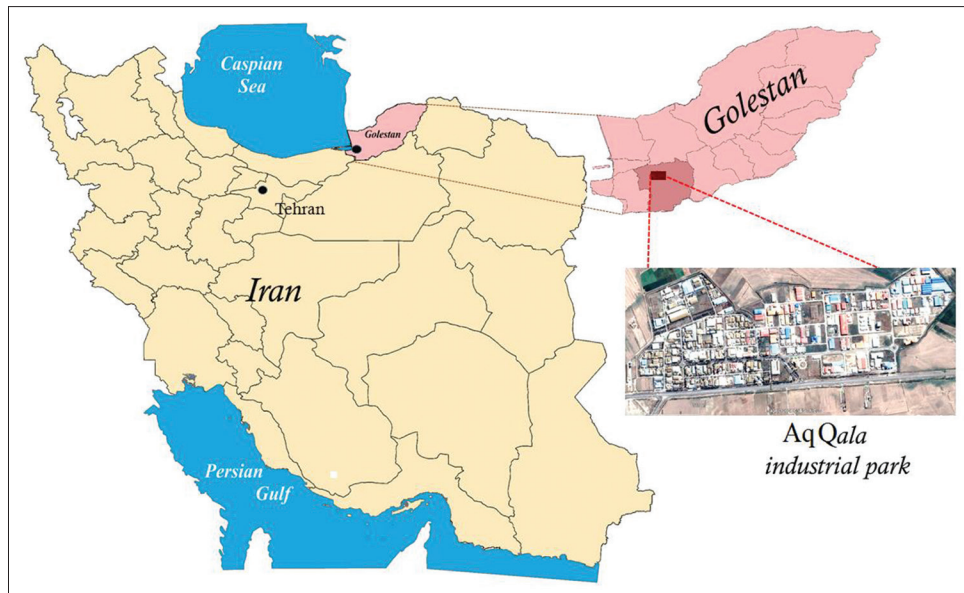 Caspian
Sea
Golestan
Golestan
Tehran
Iran
AqQala
industrial park
Persian
Gulf